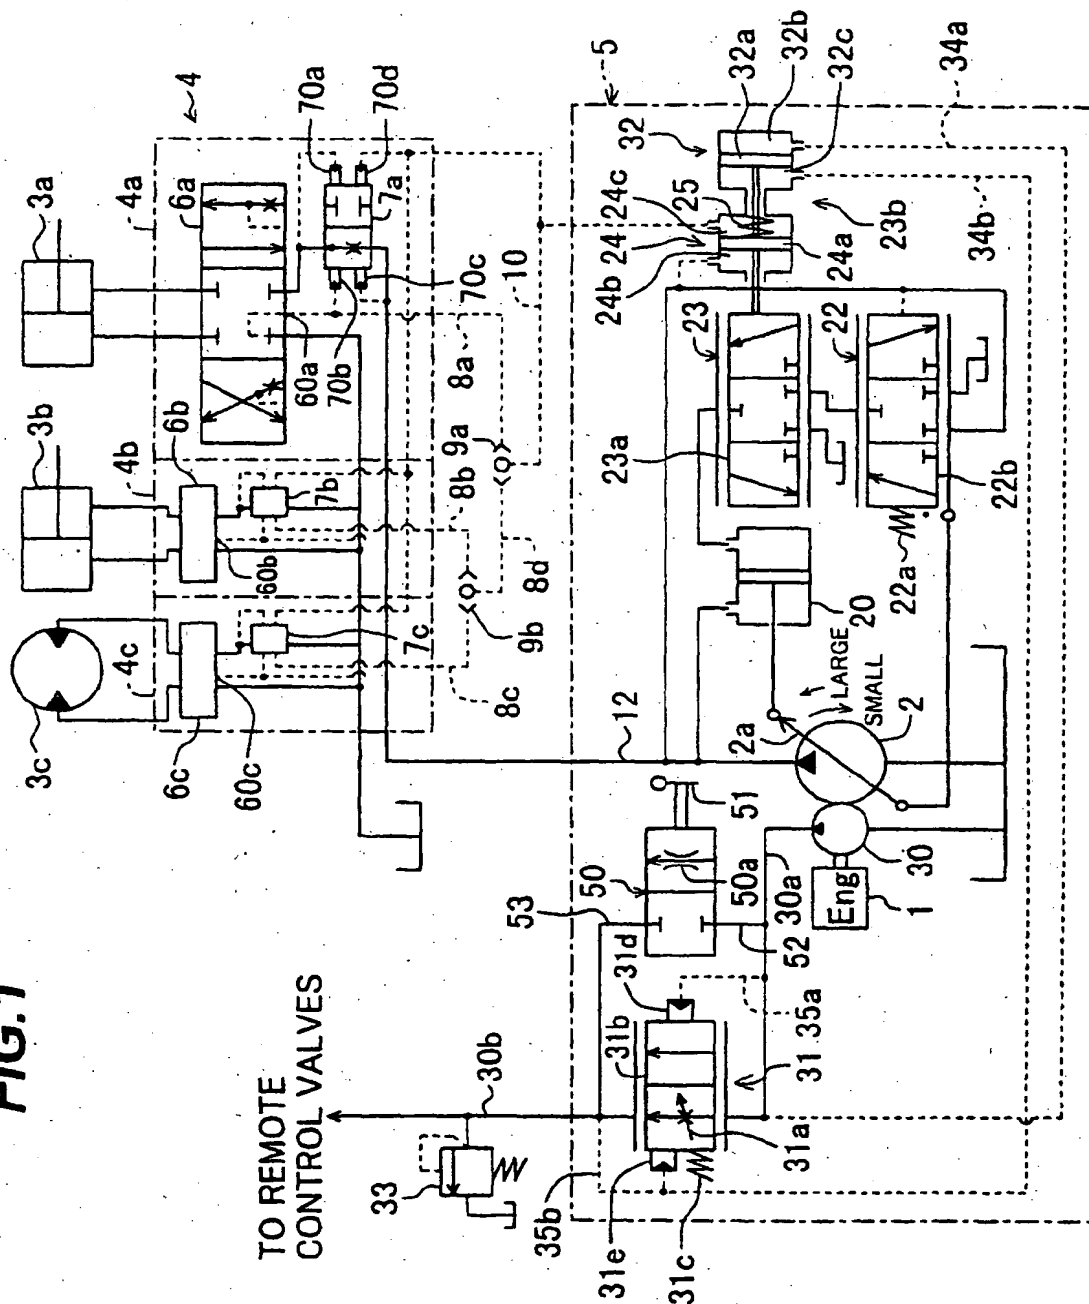 FIG.1
3a
3b
3c
4
4a
4b
4c
6a
6b
6c
60a
60b
60c
70a
70d
7a
70c
70b
7b
7c
8a
8b
8c
8d
9a
9b
10
12
5
32
32a
32b
32c
34a
34b
24
24a
24b
24c
25
23
23a
23b
22
22a
22b
20
LARGE
SMALL
2a
2
30
30a
Eng
1
51
50
50a
52
53
31d
31b
35a
31
31a
31c
31e
35b
30b
33
TO REMOTE
CONTROL VALVES